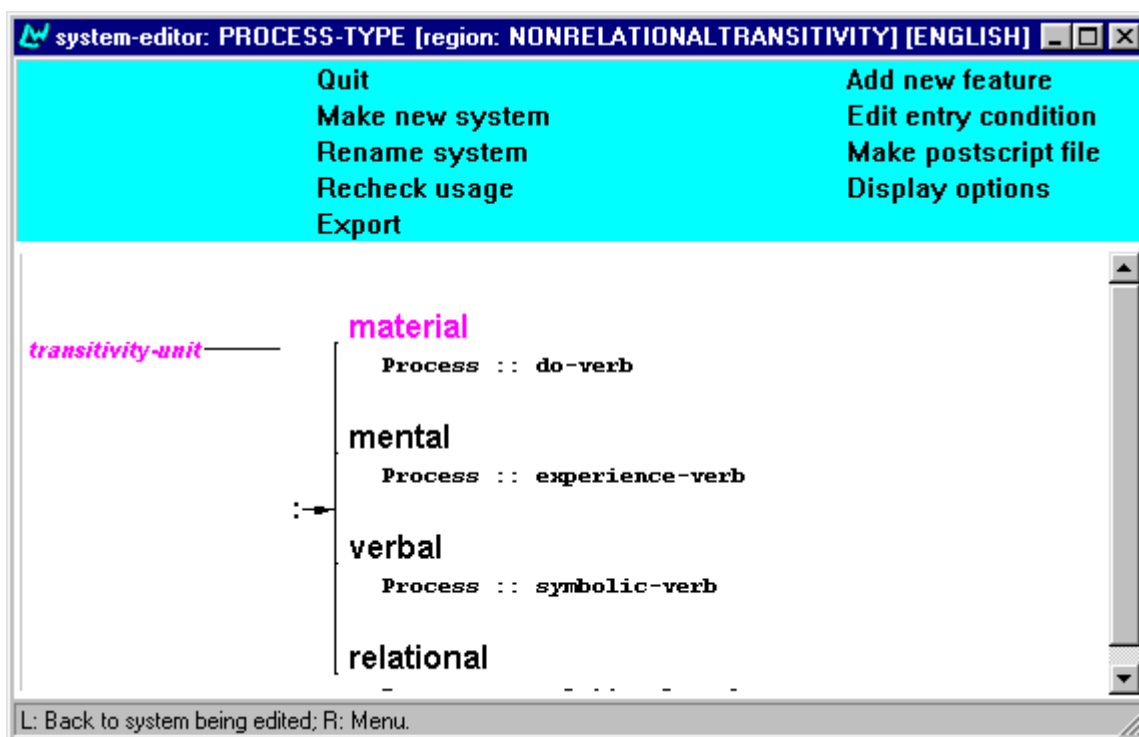 system-editor: PROCESS-TYPE [region: NONRELATIONALTRANSITIVITY] [ENGLISH]
Quit Add new feature
Make new system Edit entry condition
Rename system Make postscript file
Recheck usage Display options
Export
material
transitivity-unit
Process :: do-verb
mental
Process :: experience-verb
:
verbal
Process :: symbolic-verb
relational
L: Back to system being edited; R: Menu.